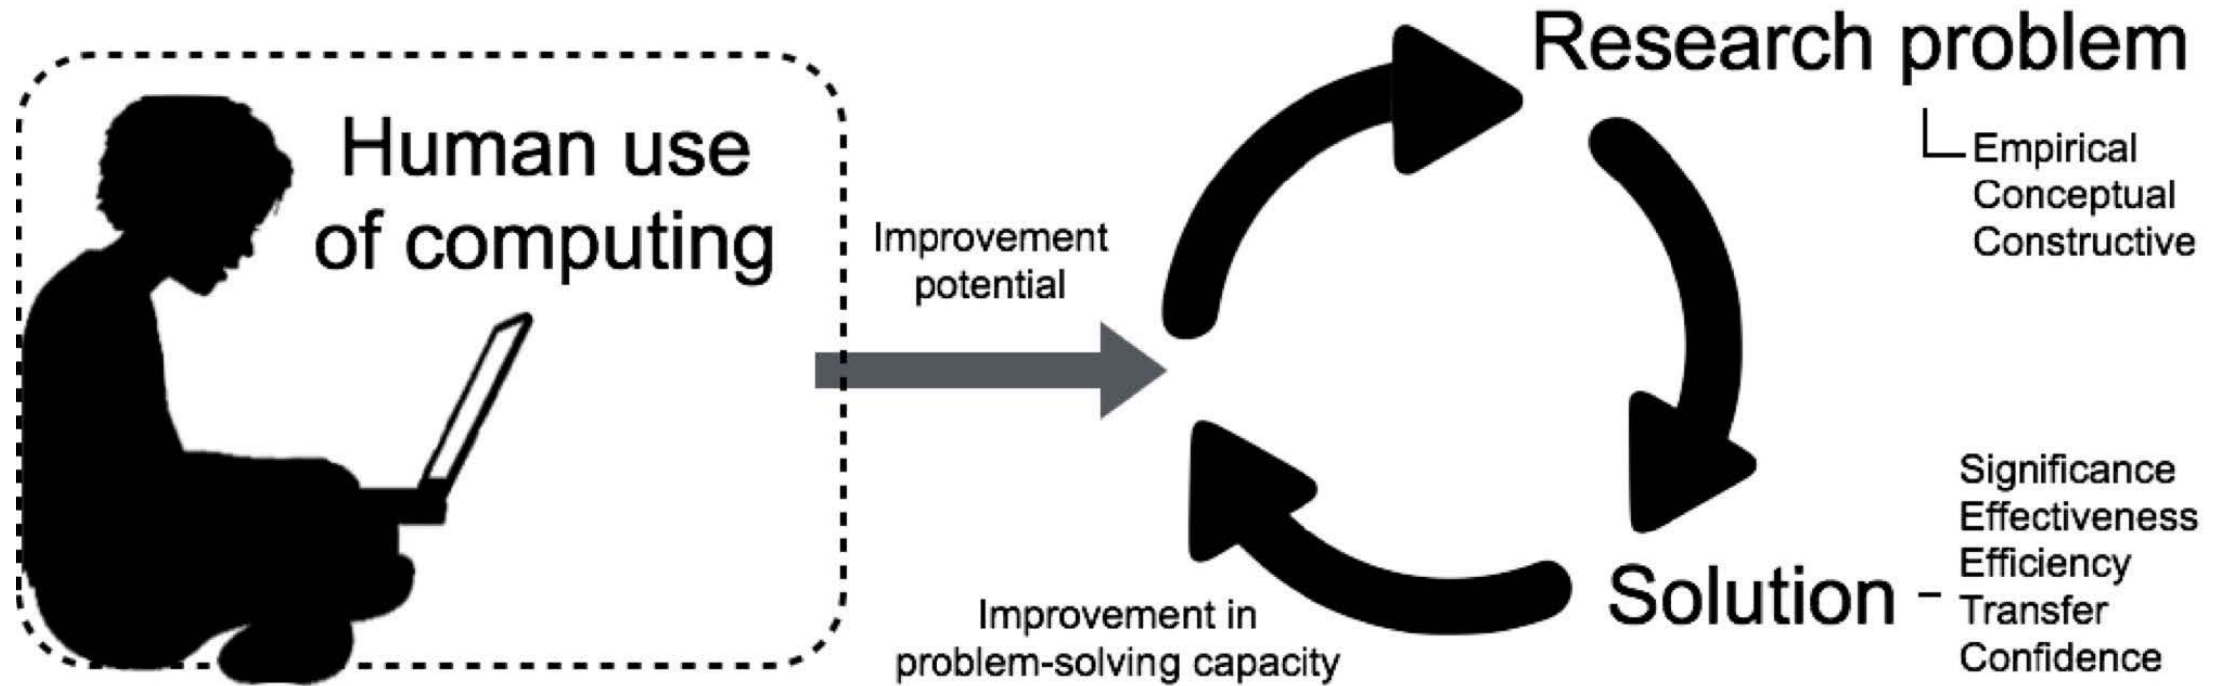 Human use
of computing
Improvement
potential
Research problem
Empirical
Conceptual
Constructive
Solution
Significance
Effectiveness
Efficiency
Transfer
Confidence
Improvement in
problem-solving capacity